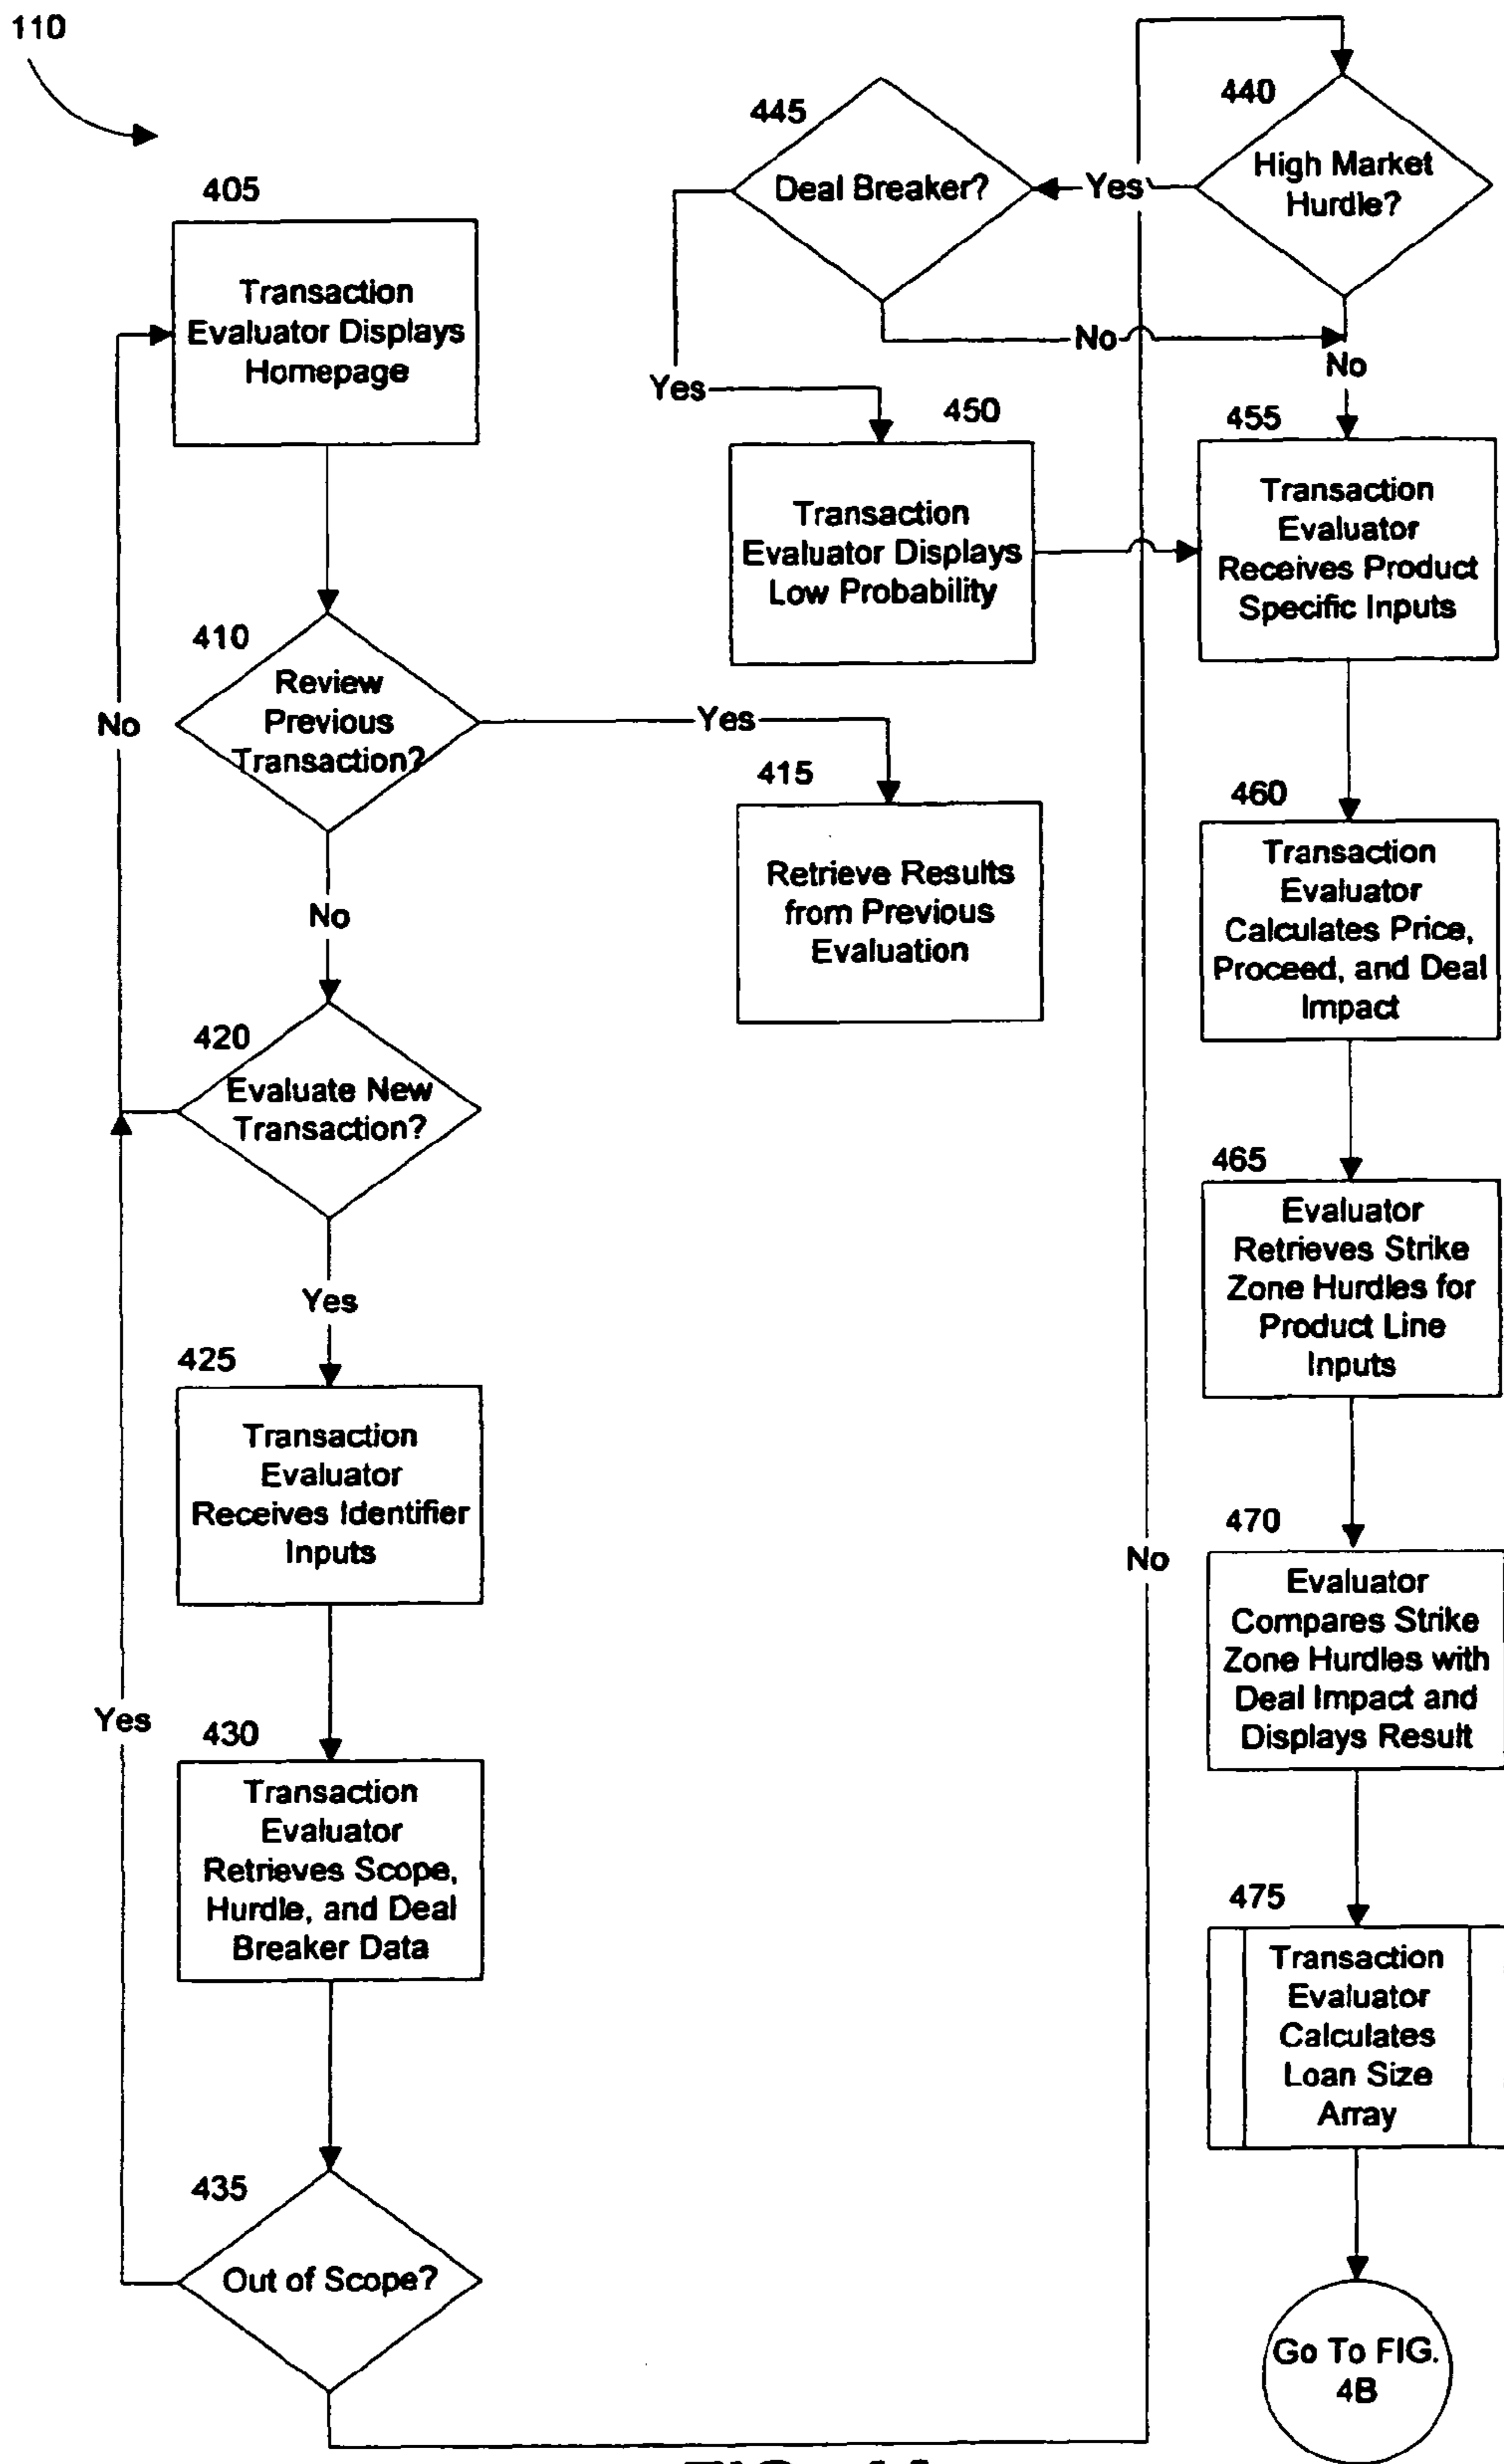 110
405
Transaction
Evaluator Displays
Homepage
410
Review
Previous
Transaction?
No
Yes
415
Retrieve Results
from Previous
Evaluation
No
420
Evaluate New
Transaction?
Yes
425
Transaction
Evaluator
Receives Identifier
Inputs
430
Transaction
Evaluator
Retrieves Scope,
Hurdle, and Deal
Breaker Data
Yes
435
Out of Scope?
No
440
High Market
Hurdle?
Yes
445
Deal Breaker?
No
No
Yes
450
Transaction
Evaluator Displays
Low Probability
455
Transaction
Evaluator
Receives Product
Specific Inputs
460
Transaction
Evaluator
Calculates Price,
Proceed, and Deal
Impact
465
Evaluator
Retrieves Strike
Zone Hurdles for
Product Line
Inputs
470
Evaluator
Compares Strike
Zone Hurdles with
Deal Impact and
Displays Result
475
Transaction
Evaluator
Calculates
Loan Size
Array
Go To FIG.
4B